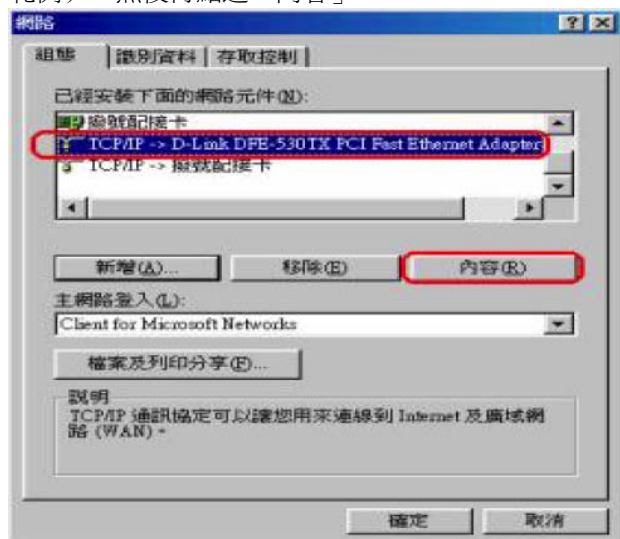 網路
組態 識別資料 存取控制
已經安裝下面的網路元件(N):
撥號配接卡
TCP/IP -> D-Link DFE-530TX PCI Fast Ethernet Adapter
TCP/IP -> 撥號配接卡
新增(A)... 移除(E) 內容(R)
主網路登入(L):
Client for Microsoft Networks
檔案及列印分享(F)...
說明
TCP/IP 通訊協定可以讓您用來連線到 Internet 及廣域網
路 (WAN)。
確定 取消